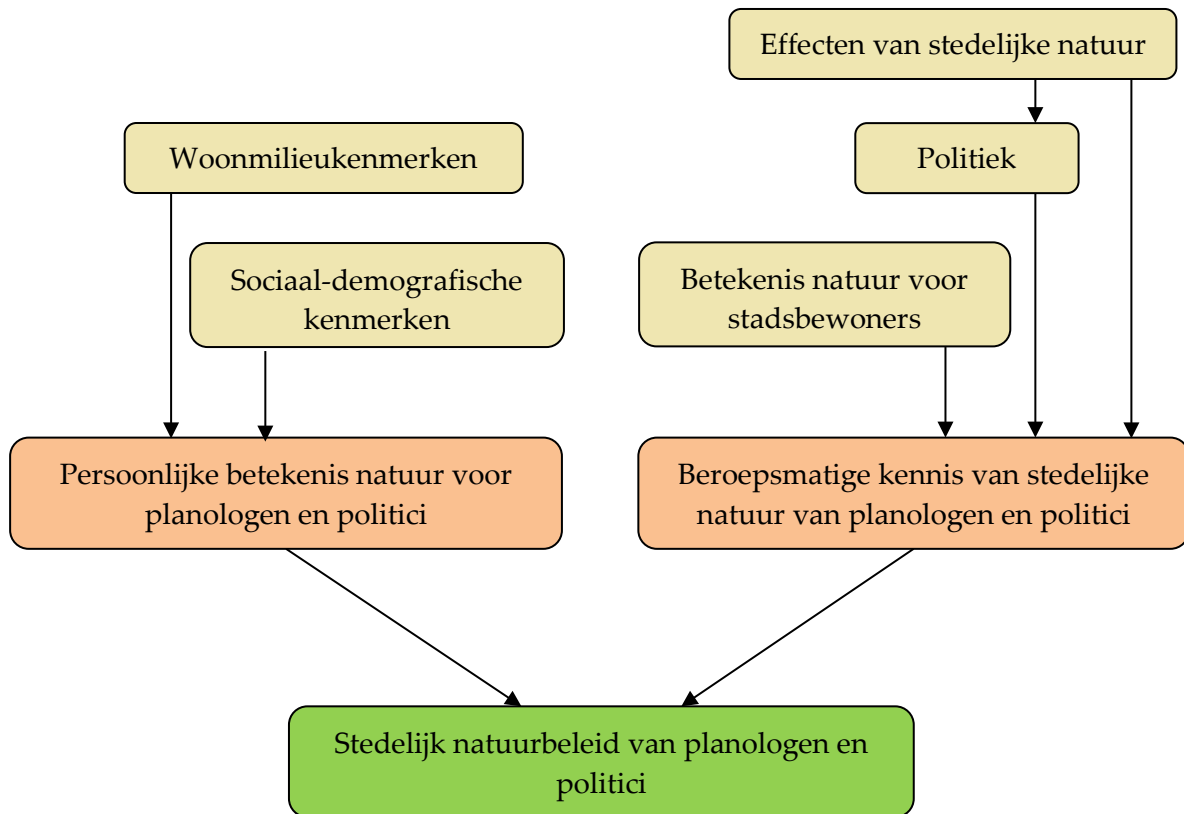 Effecten van stedelijke natuur
Woonmilieukenmerken
Politiek
Sociaal-demografische
kenmerken
Betekenis natuur voor
stadsbewoners
Persoonlijke betekenis natuur voor
planologen en politici
Beroepsmatige kennis van stedelijke
natuur van planologen en politici
Stedelijk natuurbeleid van planologen en
politici